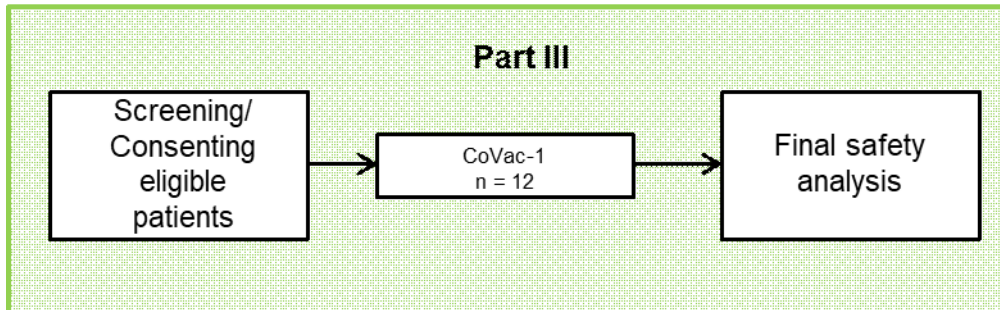 Part III
Screening/
Consenting
eligible
patients
CoVac-1
n = 12
Final safety
analysis